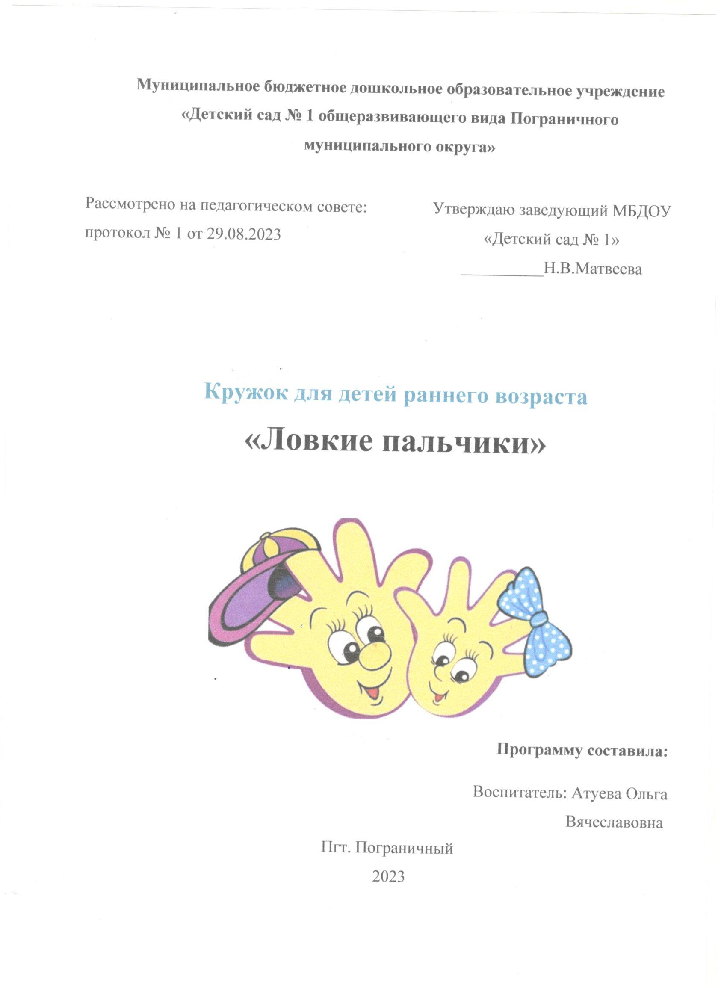 Муниципальное бюджетное дошкольное образовательное учреждение
«Детский сад № 1 общеразвивающего вида Пограничного
муниципального округа»
Рассмотрено на педагогическом совете:
протокол № 1 от 29.08.2023
Утверждаю заведующий МБДОУ
«Детский сад № 1»
__________Н.В.Матвеева
Кружок для детей раннего возраста
«Ловкие пальчики»
Программу составила:
Воспитатель: Атуева Ольга
Вячеславовна
Пгт. Пограничный
2023